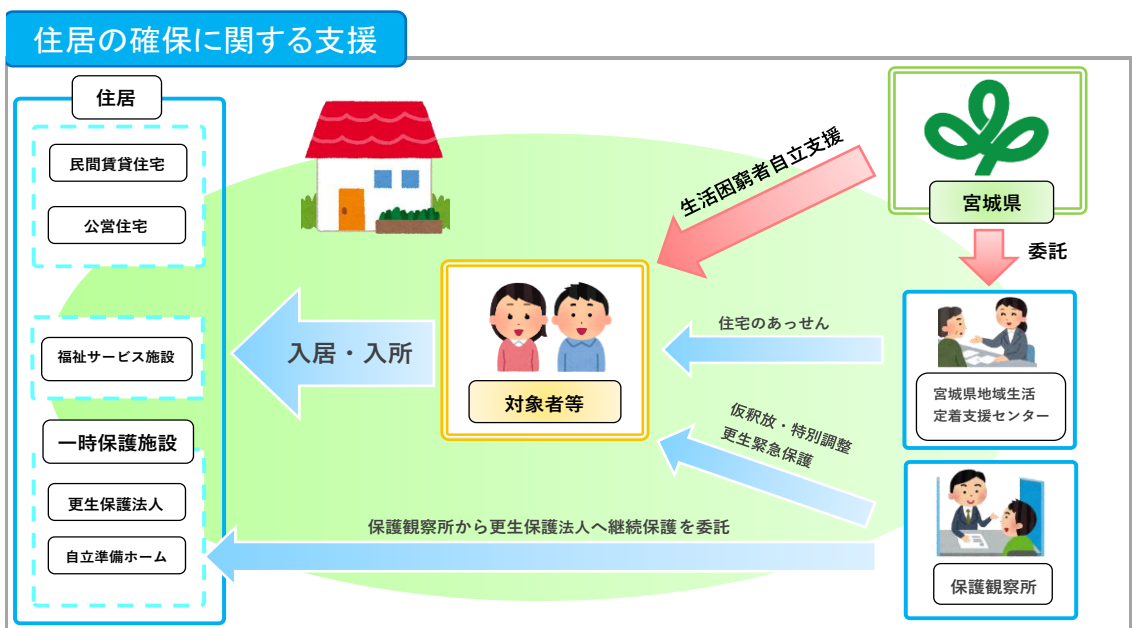 住居の確保に関する支援
住居
民間賃貸住宅
公営住宅
福祉サービス施設
一時保護施設
更生保護法人
自立準備ホーム
入居・入所
対象者等
生活困窮者自立支援
宮城県
委託
住宅のあっせん
宮城県地域生活
定着支援センター
仮釈放・特別調整
更生緊急保護
保護観察所から更生保護法人へ継続保護を委託
保護観察所